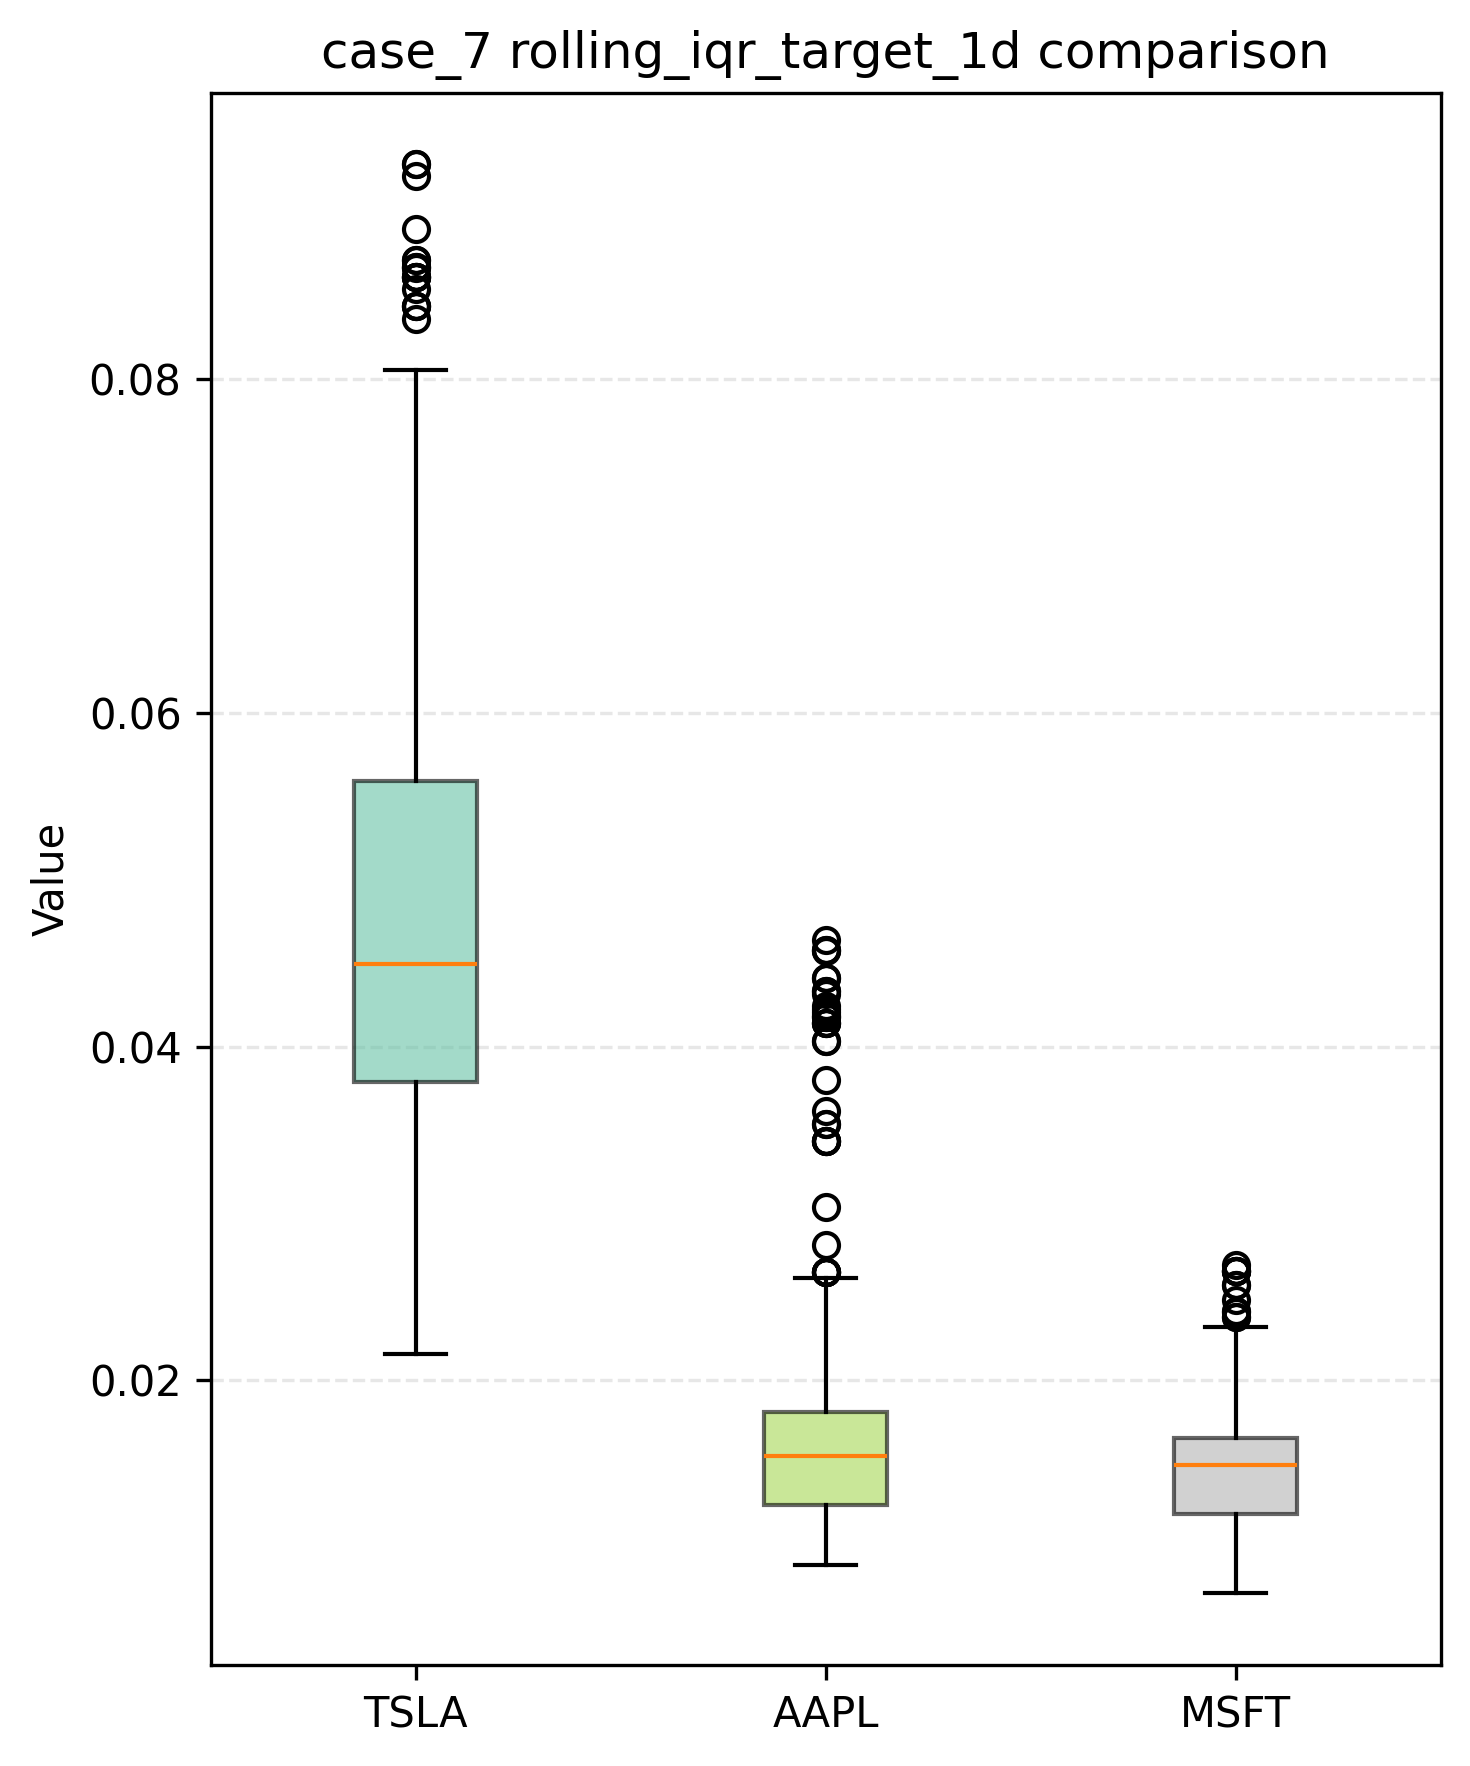 case_7 rolling_iqr_target_1d comparison
Value
0.08
0.06
0.04
0.02
TSLA
AAPL
MSFT